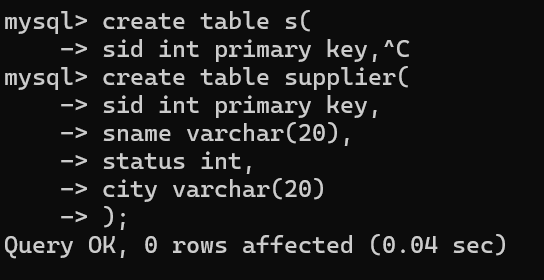 mysql> create table s(
    -> sid int primary key,^C
mysql> create table supplier(
    -> sid int primary key,
    -> sname varchar(20),
    -> status int,
    -> city varchar(20)
    -> );
Query OK, 0 rows affected (0.04 sec)